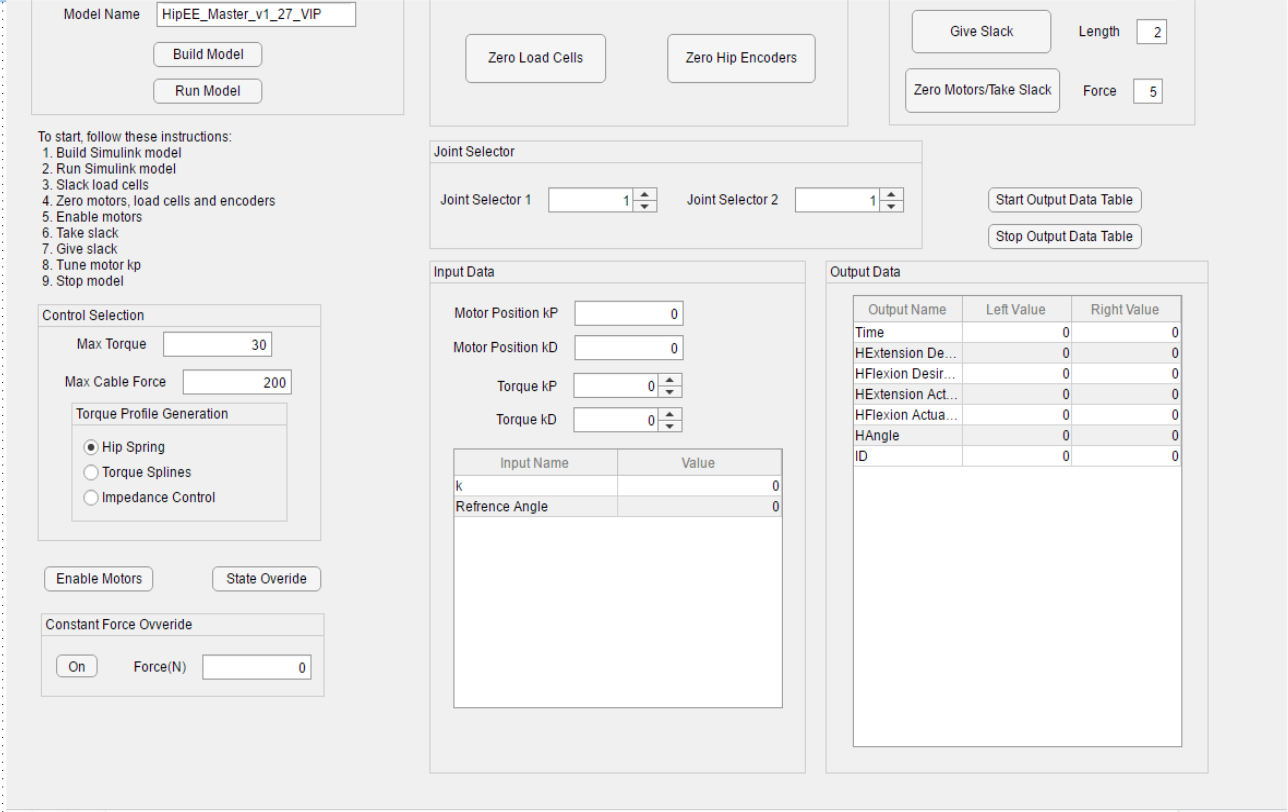 Model Name HipEE_Master_v1_27_VIP
Build Model
Run Model
Zero Load Cells Zero Hip Encoders
Give Slack Length 2
Zero Motors/Take Slack Force 5
To start, follow these instructions:
1. Build Simulink model
2. Run Simulink model
3. Slack load cells
4. Zero motors, load cells and encoders
5. Enable motors
6. Take slack
7. Give slack
8. Tune motor kp
9. Stop model
Joint Selector
Joint Selector 1 1 Joint Selector 2 1
Start Output Data Table
Stop Output Data Table
Control Selection
Max Torque 30
Max Cable Force 200
Torque Profile Generation
Hip Spring
Torque Splines
Impedance Control
Enable Motors State Overide
Constant Force Ovveride
On Force(N) 0
Input Data
Motor Position kP 0
Motor Position kD 0
Torque kP 0
Torque kD 0
Input Name Value
k 0
Refrence Angle 0
Output Data
Output Name Left Value Right Value
Time 0 0
HExtension De... 0 0
HFlexion Desir... 0 0
HExtension Act... 0 0
HFlexion Actua... 0 0
HAngle 0 0
ID 0 0